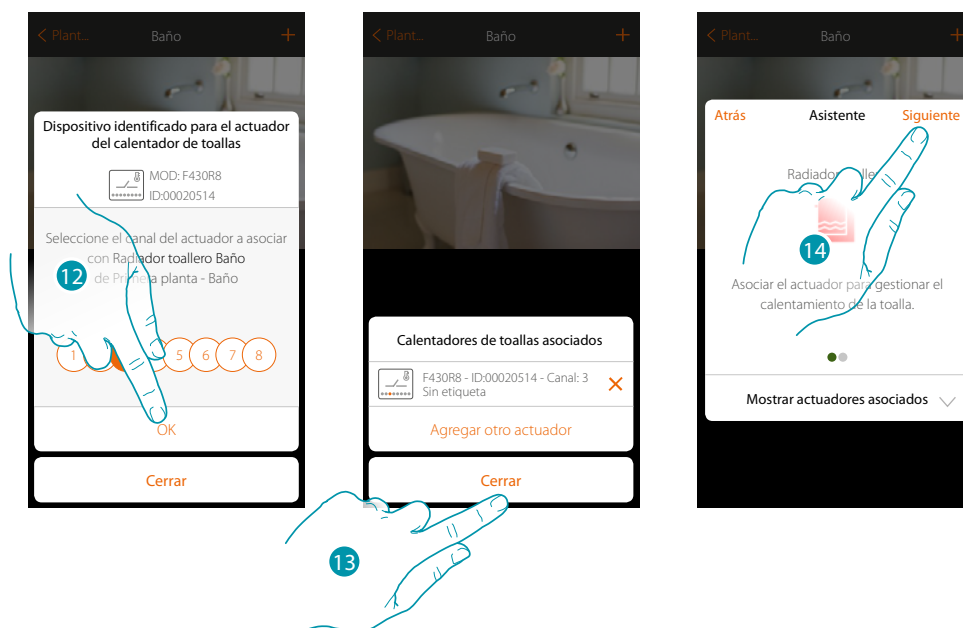 < Plant... Baño +
Dispositivo identificado para el actuador
del calentador de toallas
MOD: F430R8
ID:00020514
Seleccione el canal del actuador a asociar
con Radiador toallero Baño
de Primera planta - Baño
12
1 5 6 7 8
OK
Cerrar
< Plant... Baño +
Calentadores de toallas asociados
F430R8 - ID:00020514 - Canal: 3
Sin etiqueta
Agregar otro actuador
Cerrar
13
< Plant... Baño +
Atrás Asistente Siguiente
Radiador
14
Asociar el actuador para gestionar el
calentamiento de la toalla.
Mostrar actuadores asociados